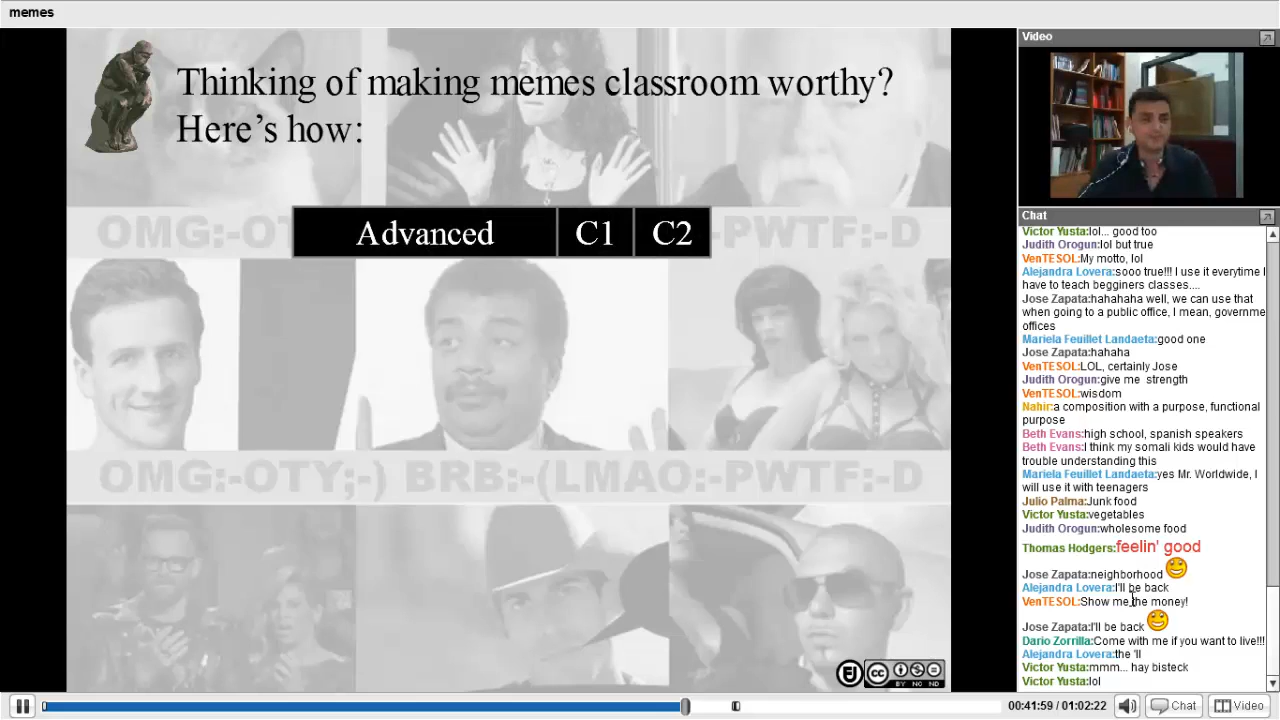 memes
Thinking of making memes classroom worthy?
Here's how:
Advanced C1 C2
OMG:-OT
-PWTF:-D
OMG:-OTY
BRB:-(LMAO:-PWTF:-D
FJ
cc
BY NC ND
Video
Chat
Victor Yusta:lol... good too
Judith Orogun:lol but true
VenTESOL:My motto, lol
Alejandra Lovera:sooo true!!! I use it everytime I
have to teach begginers classes....
Jose Zapata:hahahaha well, we can use that
when going to a public office, I mean, governme
offices
Mariela Feuillet Landaeta:good one
Jose Zapata:hahaha
VenTESOL:LOL, certainly Jose
Judith Orogun:give me strength
VenTESOL:wisdom
Nahir:a composition with a purpose, functional
purpose
Beth Evans:high school, spanish speakers
Beth Evans:I think my somali kids would have
trouble understanding this
Mariela Feuillet Landaeta:yes Mr. Worldwide, I
will use it with teenagers
Julio Palma:Junk food
Victor Yusta:vegetables
Judith Orogun:wholesome food
Thomas Hodgers:feelin' good
Jose Zapata:neighborhood
Alejandra Lovera:I'll be back
VenTESOL:Show me the money!
Jose Zapata:I'll be back
Dario Zorrilla:Come with me if you want to live!!!
Alejandra Lovera:the 'll
Victor Yusta:mmm... hay bisteck
Victor Yusta:lol
00:41:59 / 01:02:22
Chat
Video